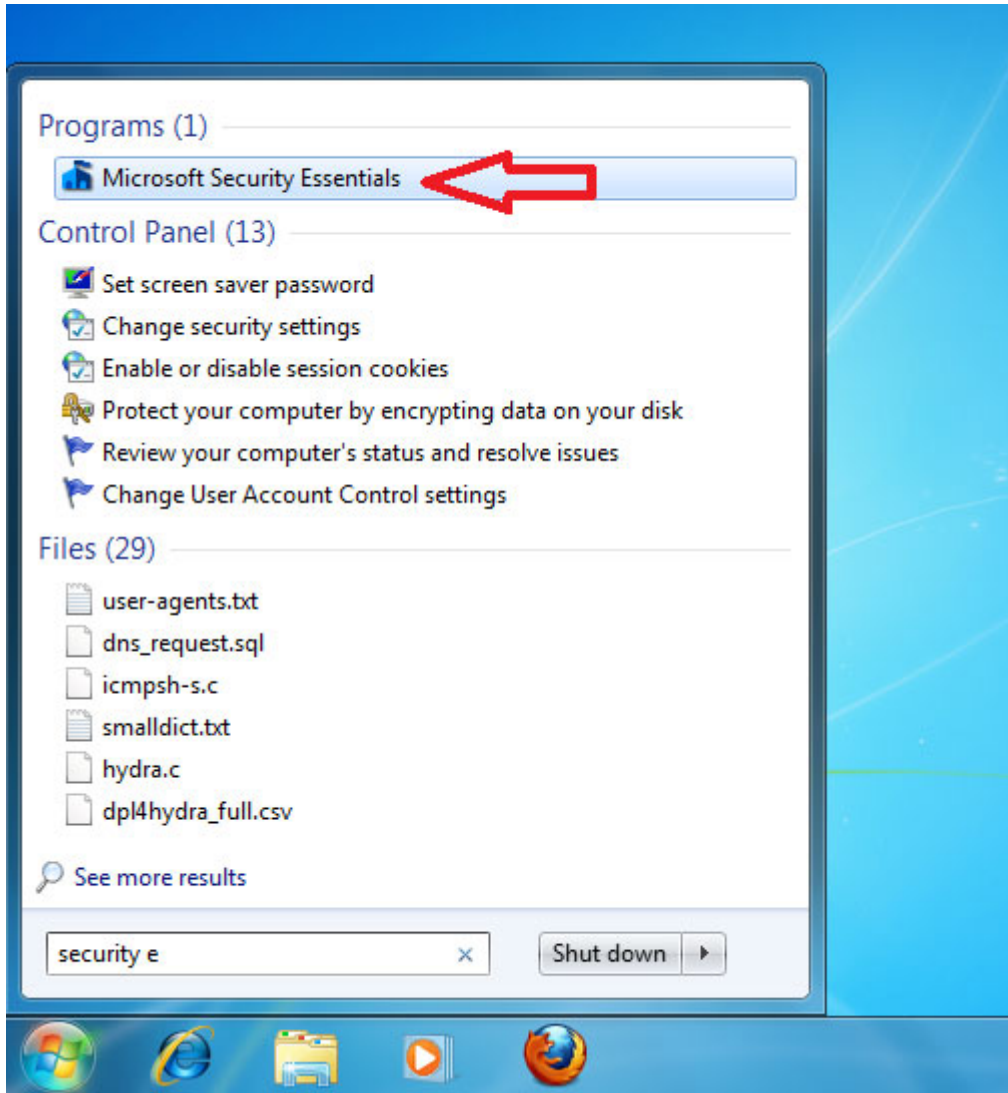 Programs (1)
Microsoft Security Essentials
Control Panel (13)
Set screen saver password
Change security settings
Enable or disable session cookies
Protect your computer by encrypting data on your disk
Review your computer's status and resolve issues
Change User Account Control settings
Files (29)
user-agents.txt
dns_request.sql
icmpsh-s.c
smalldict.txt
hydra.c
dpl4hydra_full.csv
See more results
security e
Shut down